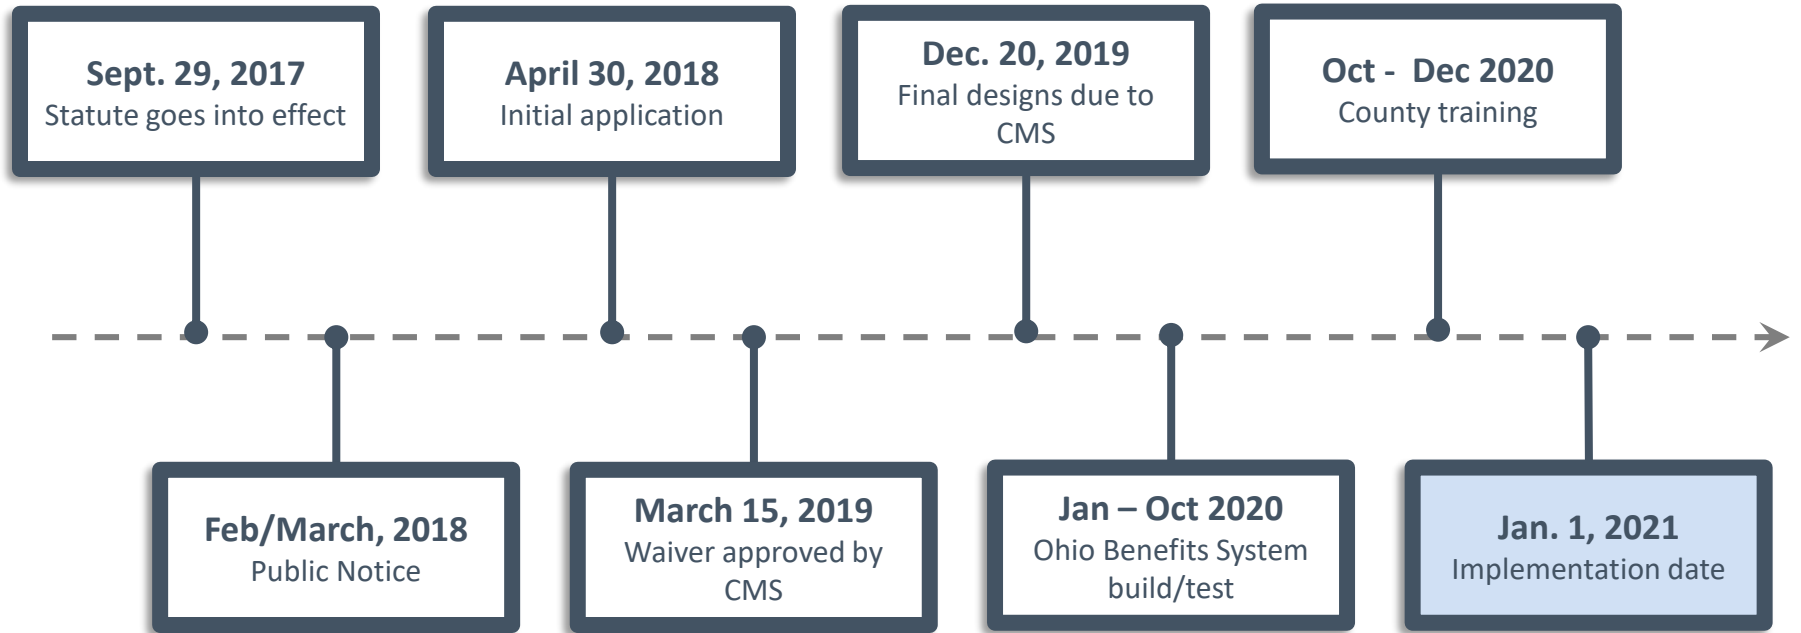 Sept. 29, 2017
Statute goes into effect
April 30, 2018
Initial application
Dec. 20, 2019
Final designs due to
CMS
Oct -  Dec 2020
County training
Feb/March, 2018
Public Notice
March 15, 2019
Waiver approved by
CMS
Jan – Oct 2020
Ohio Benefits System
build/test
Jan. 1, 2021
Implementation date